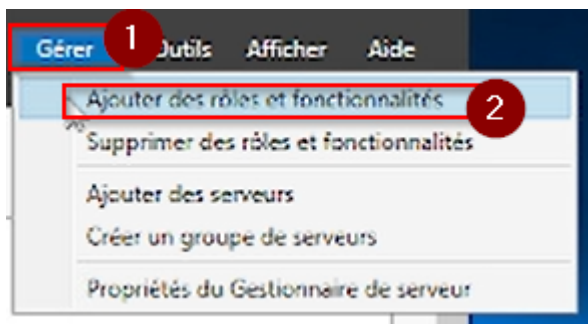 Gérer 1 Outils Afficher Aide
Ajouter des rôles et fonctionnalités 2
Supprimer des rôles et fonctionnalités
Ajouter des serveurs
Créer un groupe de serveurs
Propriétés du Gestionnaire de serveur